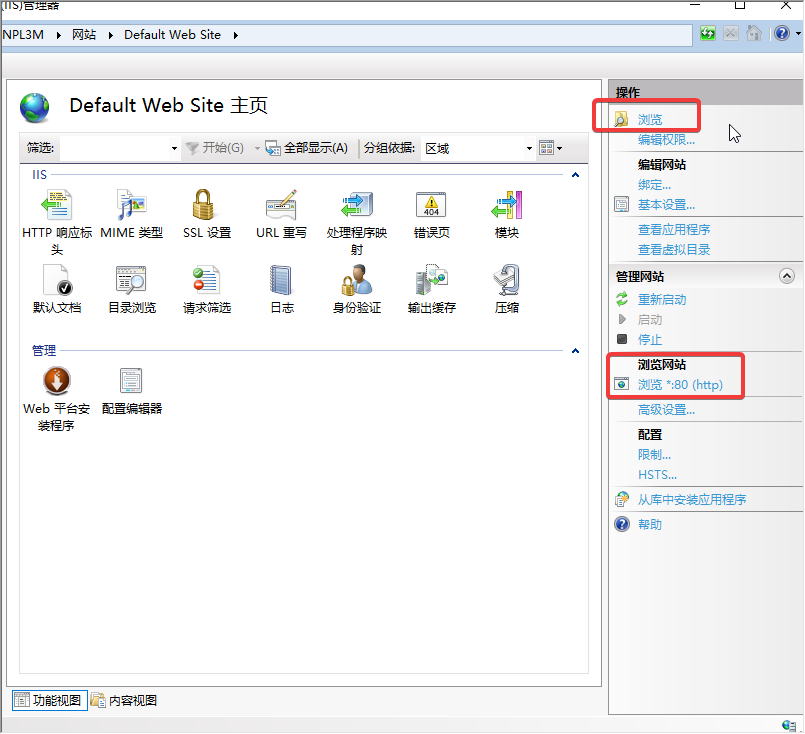 (IIS)管理器
NPL3M 网站 Default Web Site
Default Web Site 主页
筛选: 开始(G) 全部显示(A) 分组依据: 区域
IIS
HTTP 响应标头
MIME 类型
SSL 设置
URL 重写
处理程序映射
错误页
404
模块
默认文档
目录浏览
请求筛选
日志
身份验证
输出缓存
压缩
管理
Web 平台安装程序
配置编辑器
功能视图 内容视图
操作
浏览
编辑权限...
编辑网站
绑定...
基本设置...
查看应用程序
查看虚拟目录
管理网站
重新启动
启动
停止
浏览网站
浏览 *:80 (http)
高级设置...
配置
限制...
HSTS...
从库中安装应用程序
帮助